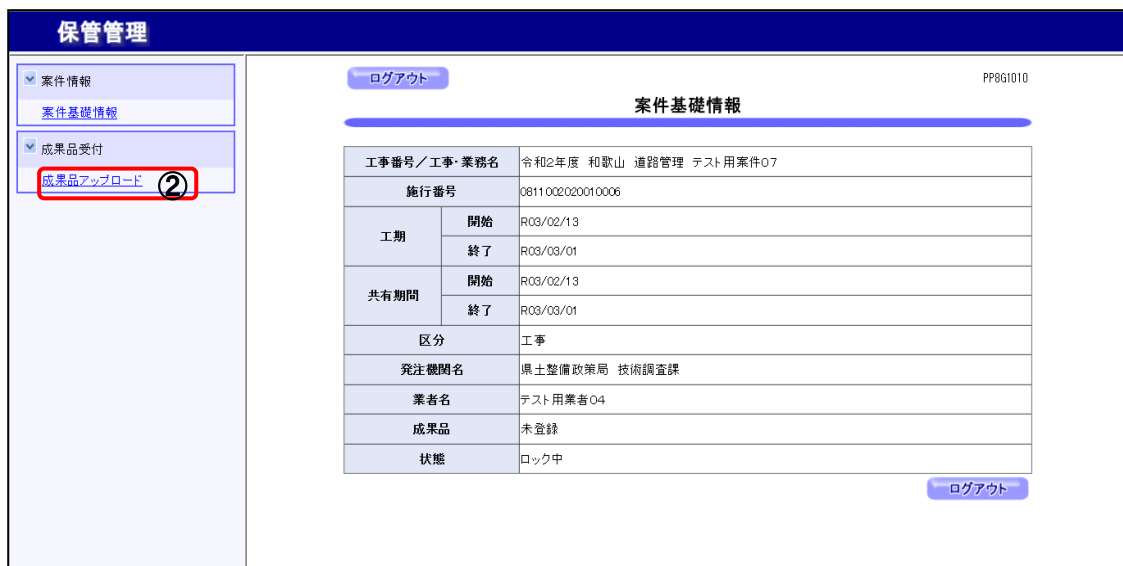 保管管理
案件情報
案件基礎情報
成果品受付
成果品アップロード ②
ログアウト
PP8G1010
案件基礎情報
工事番号／工事・業務名 令和2年度 和歌山 道路管理 テスト用案件07
施行番号 0811002020010006
工期 開始 R03/02/13
終了 R03/03/01
共有期間 開始 R03/02/13
終了 R03/03/01
区分 工事
発注機関名 県土整備政策局 技術調査課
業者名 テスト用業者04
成果品 未登録
状態 ロック中
ログアウト